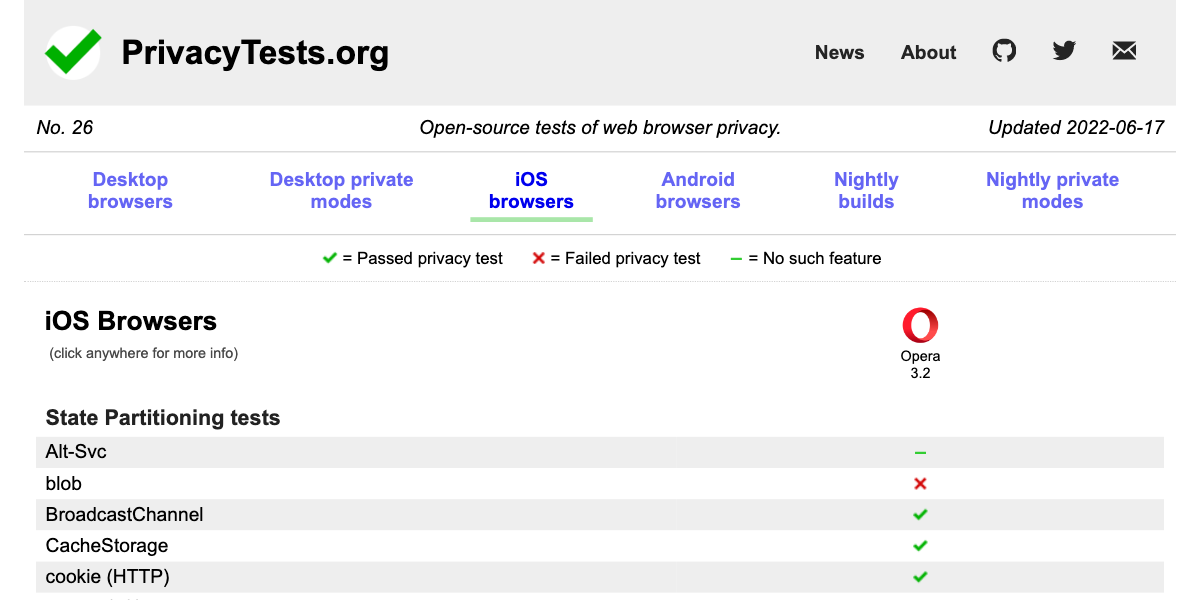 PrivacyTests.org
News About
No. 26 Open-source tests of web browser privacy. Updated 2022-06-17
Desktop browsers Desktop private modes iOS browsers Android browsers Nightly builds Nightly private modes
= Passed privacy test = Failed privacy test = No such feature
iOS Browsers
(click anywhere for more info)
Opera
3.2
State Partitioning tests
Alt-Svc
blob
BroadcastChannel
CacheStorage
cookie (HTTP)